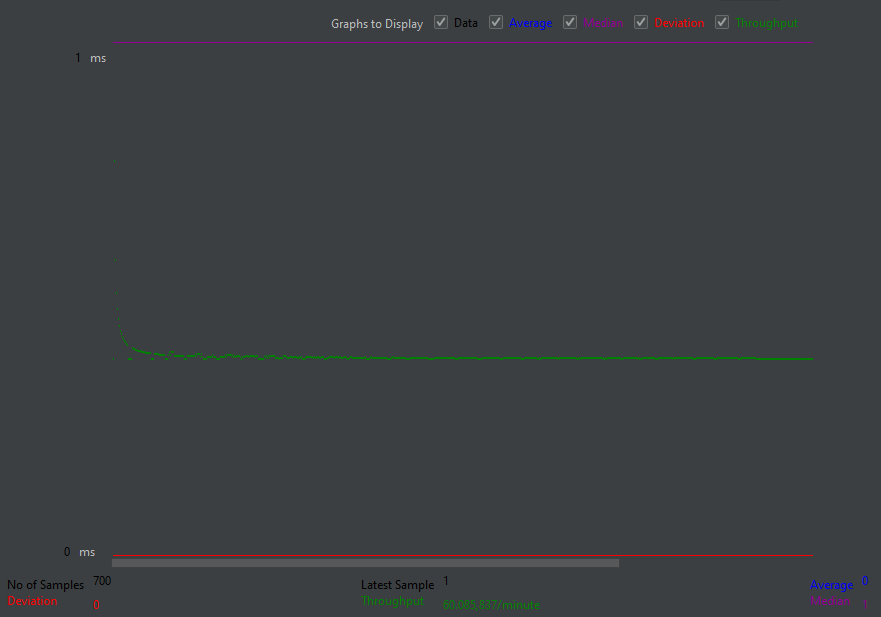 Graphs to Display Data Average Median Deviation Throughput
1 ms
0 ms
No of Samples 700 Latest Sample 1 Average 0
Deviation 0 Throughput 60,085,837/minute Median 1